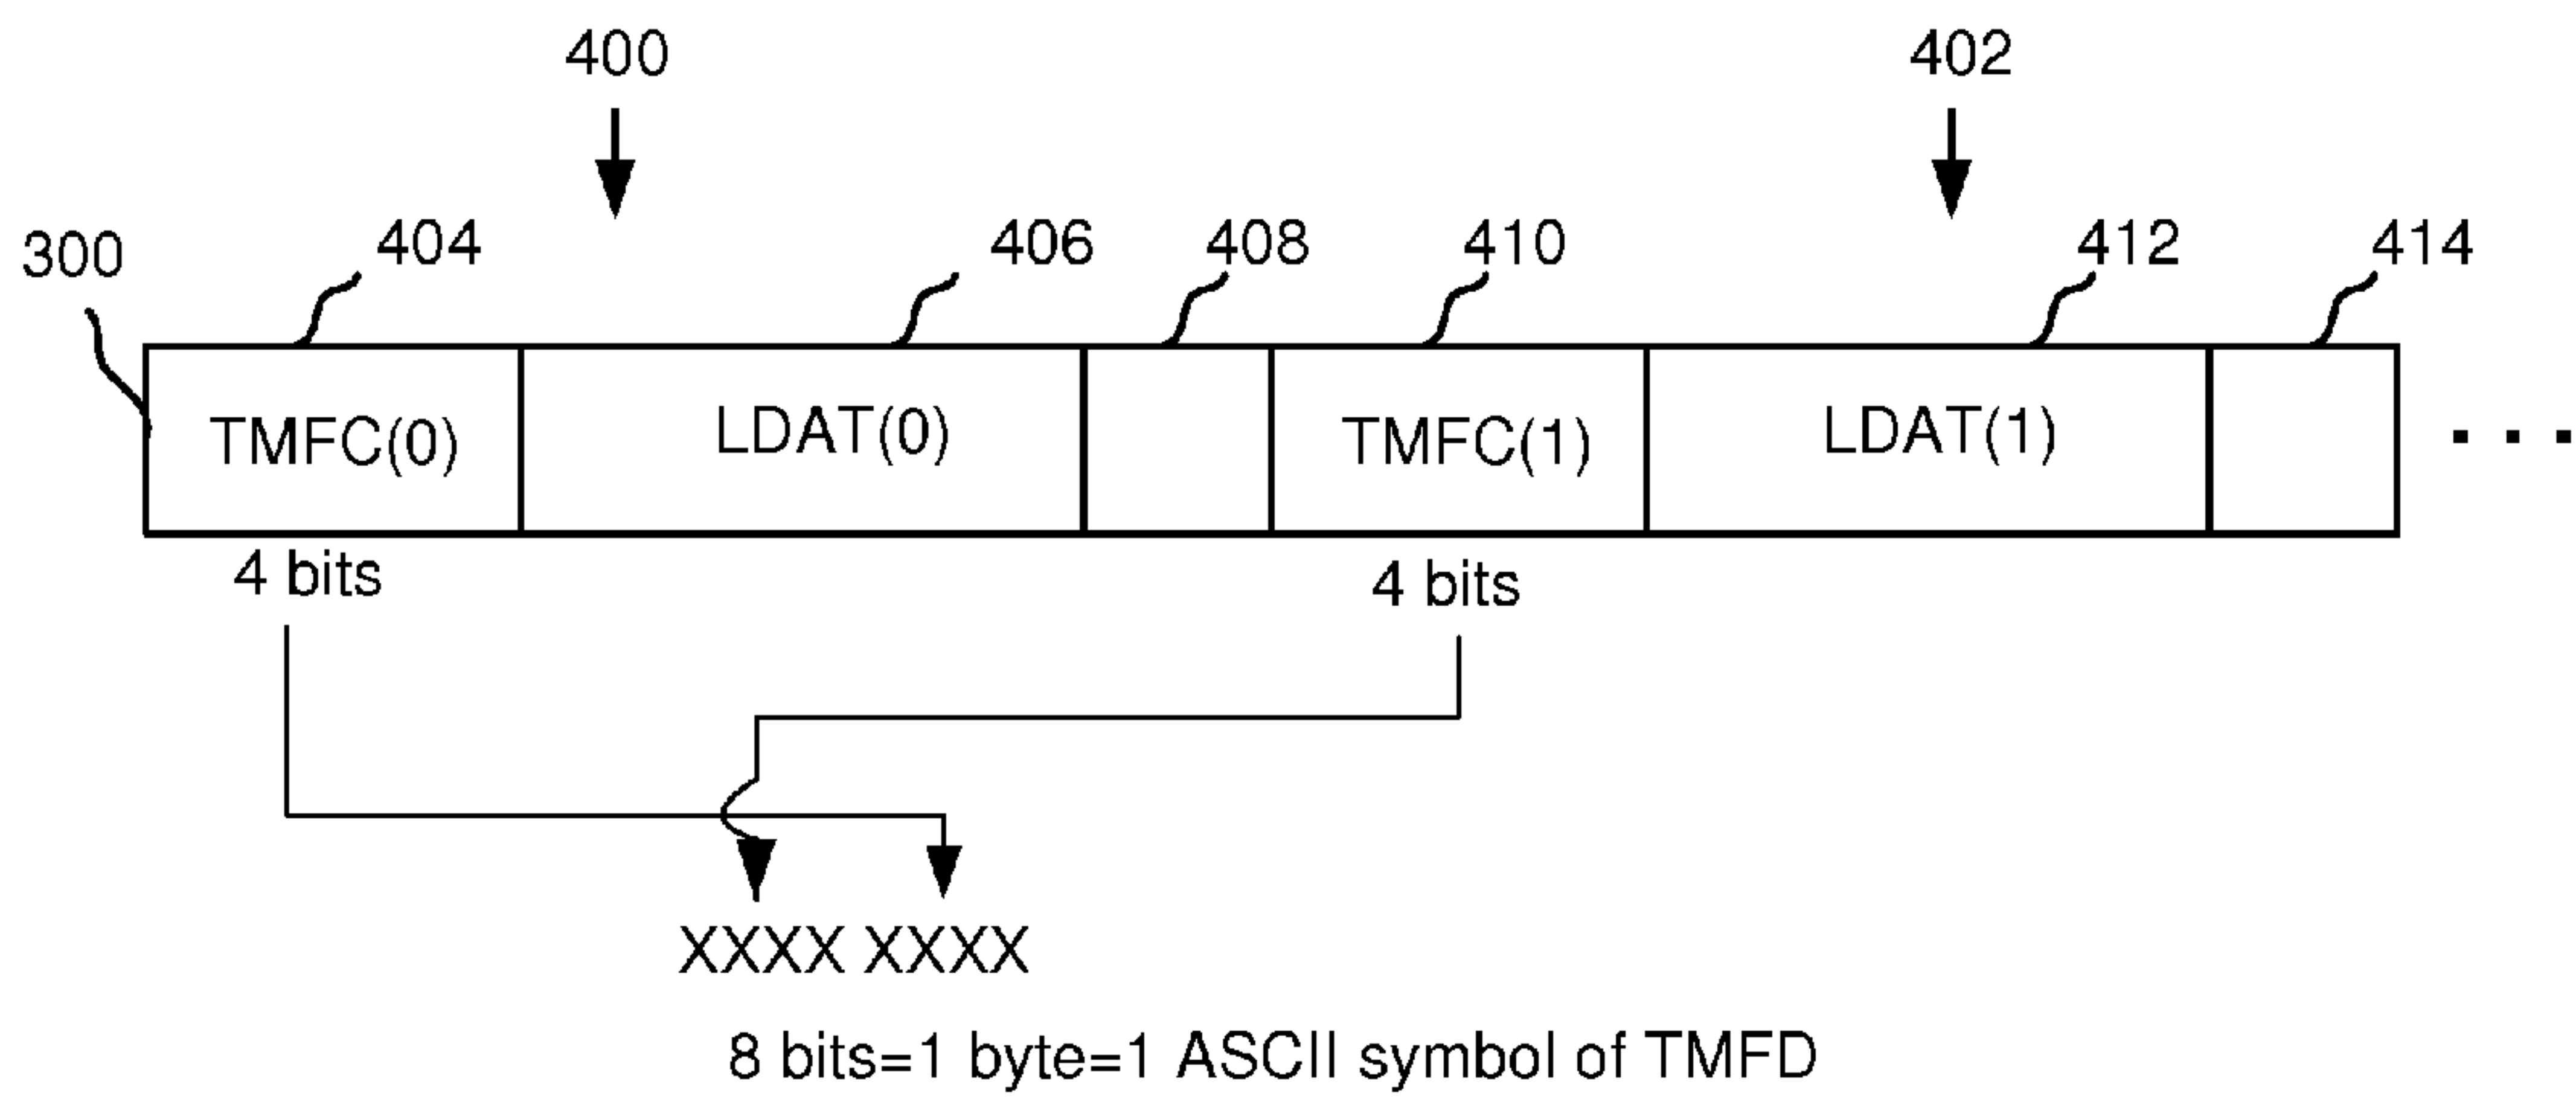 400 402
300 404 406 408 410 412 414
TMFC(0) LDAT(0) TMFC(1) LDAT(1) . . .
4 bits 4 bits
XXXX XXXX
8 bits=1 byte=1 ASCII symbol of TMFD